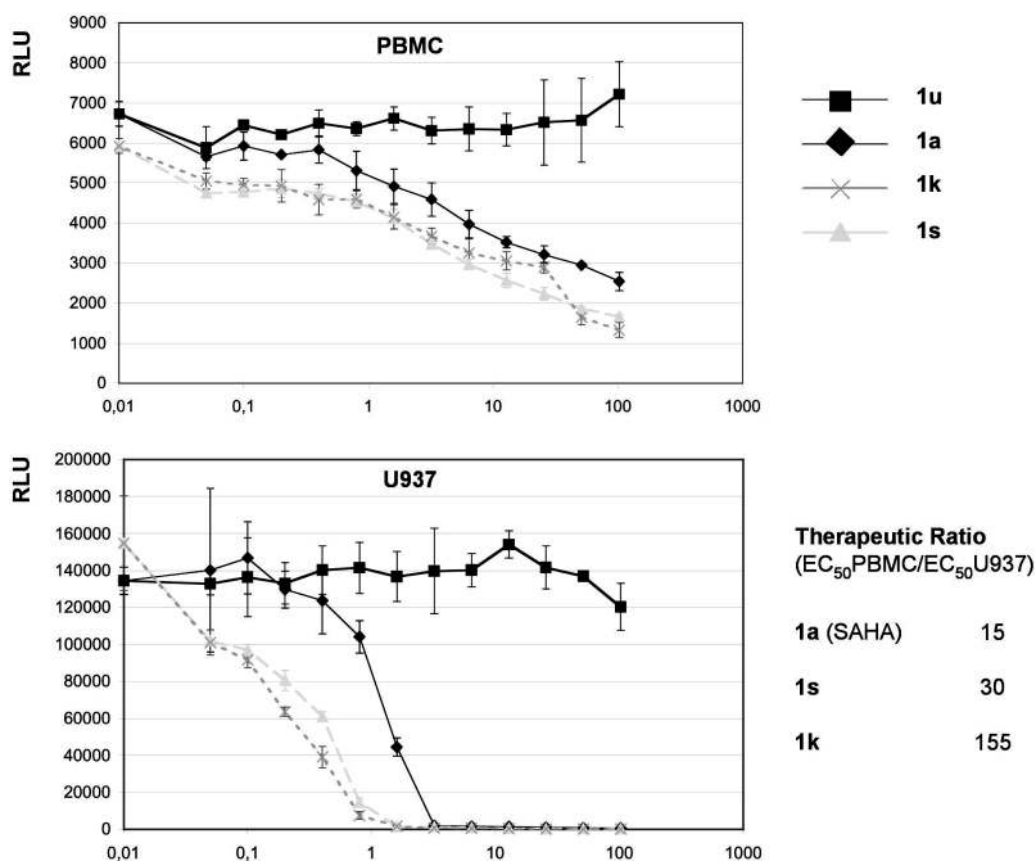 PBMC
RLU
9000
8000
7000
6000
5000
4000
3000
2000
1000
0
0,01 0,1 1 10 100 1000
1u
1a
1k
1s
U937
RLU
200000
180000
160000
140000
120000
100000
80000
60000
40000
20000
0
0,01 0,1 1 10 100 1000
Therapeutic Ratio
(EC50PBMC/EC50U937)
1a (SAHA) 15
1s 30
1k 155